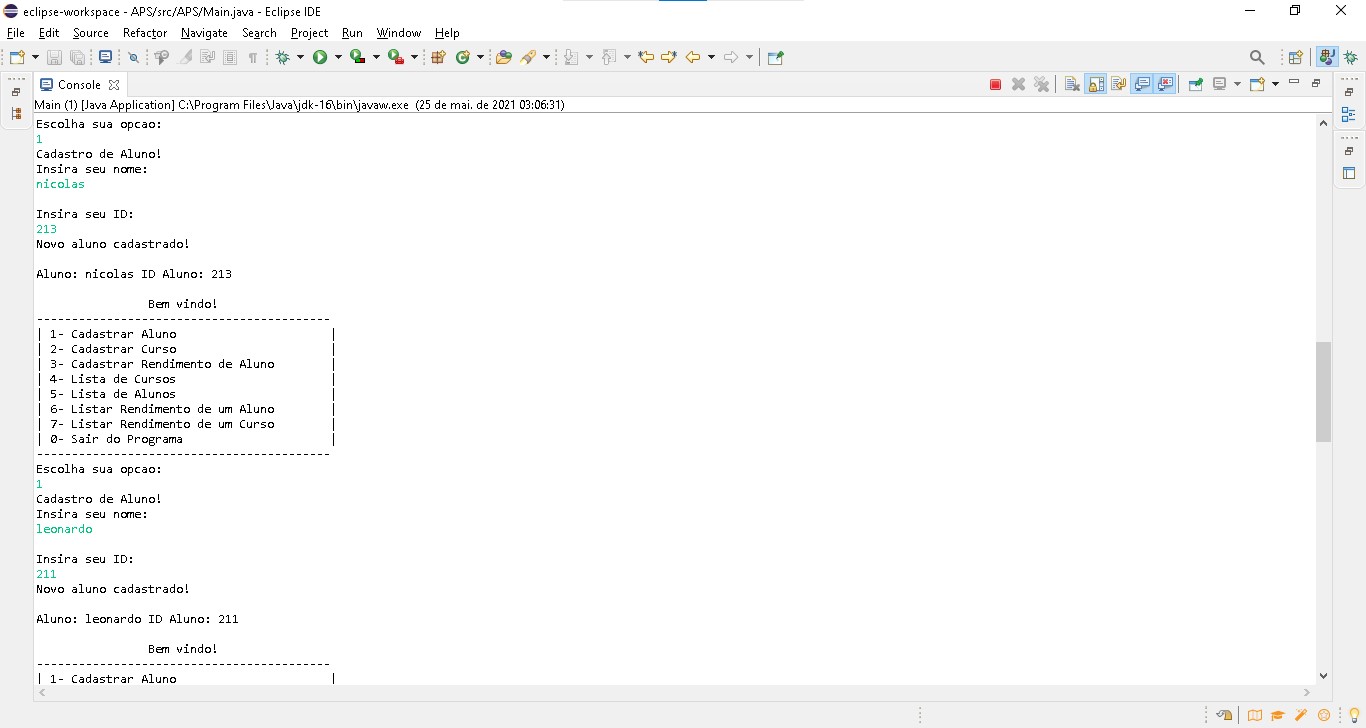 eclipse-workspace - APS/src/APS/Main.java - Eclipse IDE
File Edit Source Refactor Navigate Search Project Run Window Help
Console
Main (1) [Java Application] C:\Program Files\Java\jdk-16\bin\javaw.exe (25 de mai. de 2021 03:06:31)
Escolha sua opcao:
1
Cadastro de Aluno!
Insira seu nome:
nicolas
Insira seu ID:
213
Novo aluno cadastrado!
Aluno: nicolas ID Aluno: 213
Bem vindo!
------------------------------------------
| 1- Cadastrar Aluno |
| 2- Cadastrar Curso |
| 3- Cadastrar Rendimento de Aluno |
| 4- Lista de Cursos |
| 5- Lista de Alunos |
| 6- Listar Rendimento de um Aluno |
| 7- Listar Rendimento de um Curso |
| 0- Sair do Programa |
------------------------------------------
Escolha sua opcao:
1
Cadastro de Aluno!
Insira seu nome:
leonardo
Insira seu ID:
211
Novo aluno cadastrado!
Aluno: leonardo ID Aluno: 211
Bem vindo!
------------------------------------------
| 1- Cadastrar Aluno |